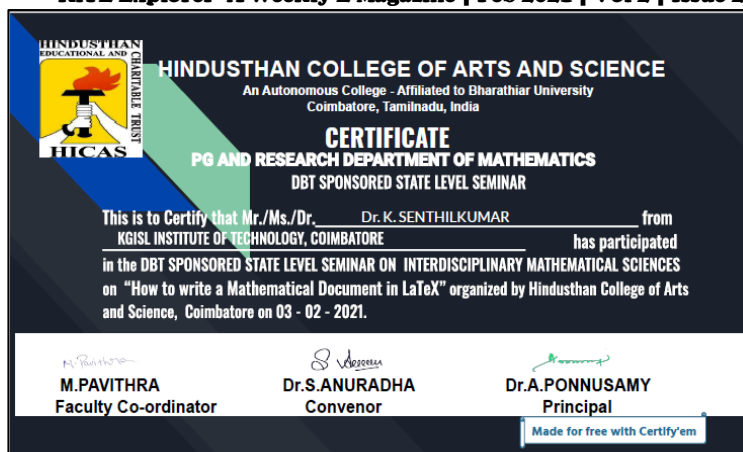 HINDUSTHAN
EDUCATIONAL AND
CHARITABLE TRUST
HICAS
HINDUSTHAN COLLEGE OF ARTS AND SCIENCE
An Autonomous College - Affiliated to Bharathiar University
Coimbatore, Tamilnadu, India
CERTIFICATE
PG AND RESEARCH DEPARTMENT OF MATHEMATICS
DBT SPONSORED STATE LEVEL SEMINAR
This is to Certify that Mr./Ms./Dr. Dr. K. SENTHILKUMAR from
KGISL INSTITUTE OF TECHNOLOGY, COIMBATORE has participated
in the DBT SPONSORED STATE LEVEL SEMINAR ON INTERDISCIPLINARY MATHEMATICAL SCIENCES
on "How to write a Mathematical Document in LaTeX" organized by Hindusthan College of Arts
and Science, Coimbatore on 03 - 02 - 2021.
M. Pavithra
M.PAVITHRA Dr.S.ANURADHA Dr.A.PONNUSAMY
Faculty Co-ordinator Convenor Principal
Made for free with Certify'em